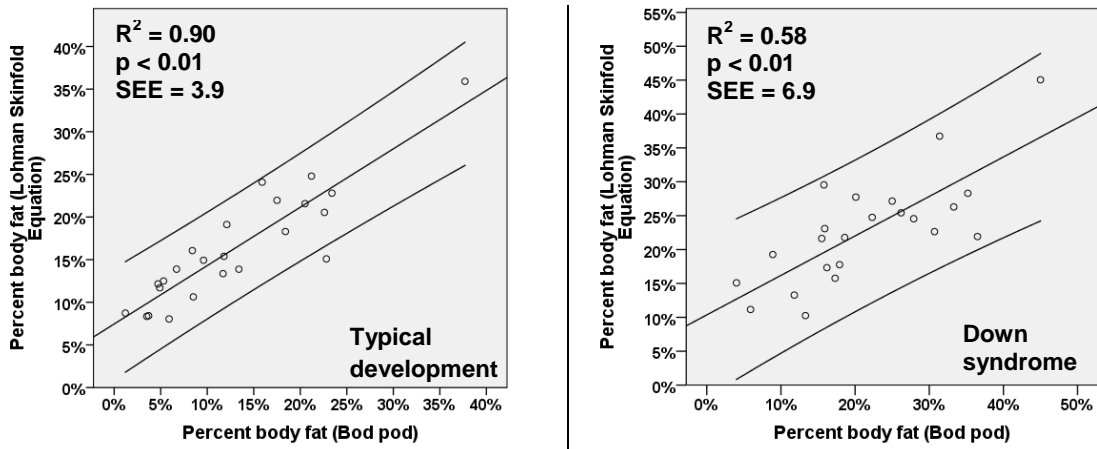 Percent body fat (Lohman Skinfold
Equation)
40%
35%
30%
25%
20%
15%
10%
5%
0%
R² = 0.90
p < 0.01
SEE = 3.9
Typical
development
0% 5% 10% 15% 20% 25% 30% 35% 40%
Percent body fat (Bod pod)
Percent body fat (Lohman Skinfold
Equation)
55%
50%
45%
40%
35%
30%
25%
20%
15%
10%
5%
0%
R² = 0.58
p < 0.01
SEE = 6.9
Down
syndrome
0% 10% 20% 30% 40% 50%
Percent body fat (Bod pod)